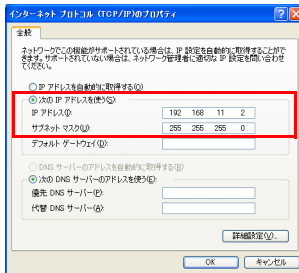 インターネット プロトコル (TCP/IP)のプロパティ
全般
ネットワークでこの機能がサポートされている場合は、IP 設定を自動的に取得することがで
きます。サポートされていない場合は、ネットワーク管理者に適切な IP 設定を問い合わせ
てください。
IP アドレスを自動的に取得する(O)
次の IP アドレスを使う(S):
IP アドレス(I): 192 168 11 2
サブネット マスク(U): 255 255 255 0
デフォルト ゲートウェイ(D):
DNS サーバーのアドレスを自動的に取得する(B)
次の DNS サーバーのアドレスを使う(E):
優先 DNS サーバー(P):
代替 DNS サーバー(A):
詳細設定(V)...
OK キャンセル